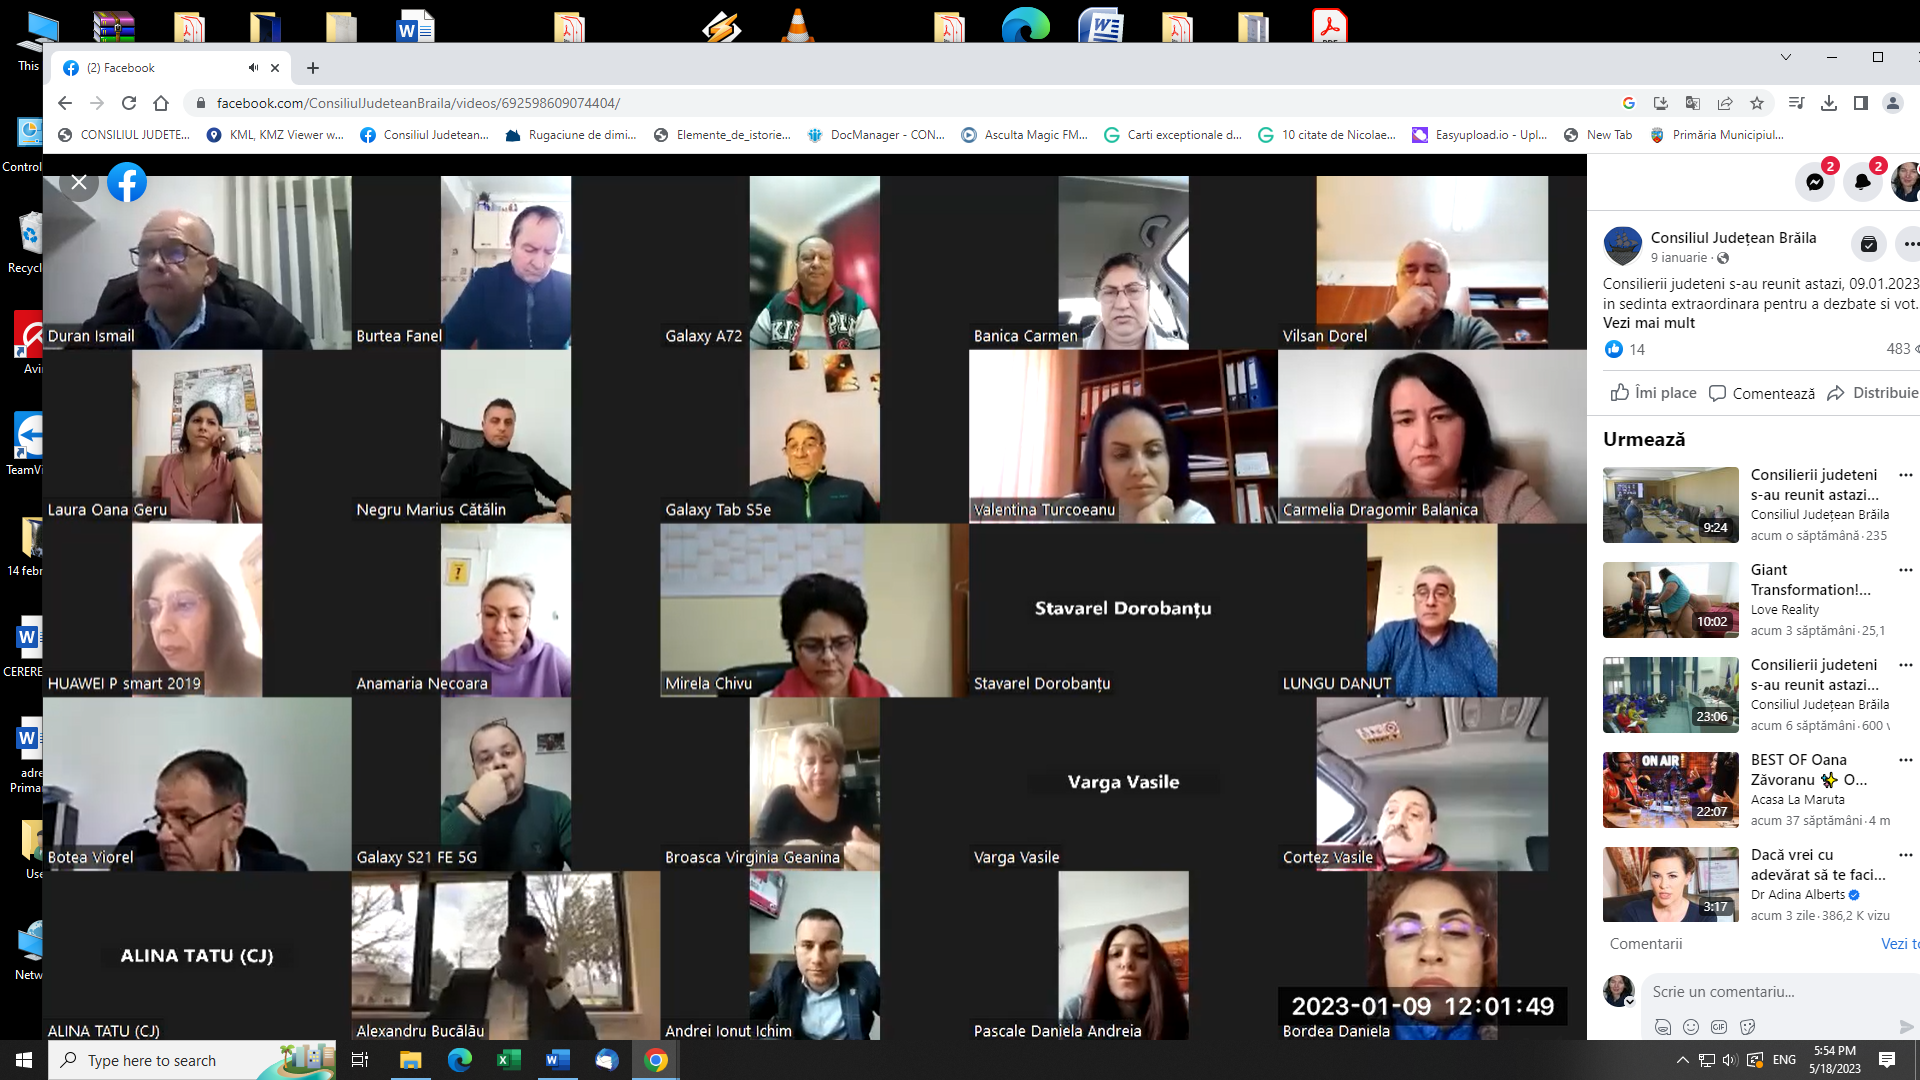 This
(2) Facebook
facebook.com/ConsiliulJudeteanBraila/videos/692598609074404/
CONSILIUL JUDETE...
KML, KMZ Viewer w...
Consiliul Judetean...
Rugaciune de dimi...
Elemente_de_istorie...
DocManager - CON...
Asculta Magic FM...
Carti exceptionale d...
10 citate de Nicolae...
Easyupload.io - Upl...
New Tab
Primăria Municipiul...
Control
Recycl
Avi
TeamVi
14 febr
CERERE
adre
Primar
Use
Netw
Duran Ismail
Burtea Fanel
Galaxy A72
Banica Carmen
Vilsan Dorel
Laura Oana Geru
Negru Marius Cătălin
Galaxy Tab S5e
Valentina Turcoeanu
Carmelia Dragomir Balanica
HUAWEI P smart 2019
Anamaria Necoara
Mirela Chivu
Stavarel Dorobanțu
Stavarel Dorobanțu
LUNGU DANUT
Botea Viorel
Galaxy S21 FE 5G
Broasca Virginia Geanina
Varga Vasile
Varga Vasile
Cortez Vasile
ALINA TATU (CJ)
ALINA TATU (CJ)
Alexandru Bucălău
Andrei Ionut Ichim
Pascale Daniela Andreia
2023-01-09 12:01:49
Bordea Daniela
2
2
Consiliul Județean Brăila
9 ianuarie ·
Consilierii judeteni s-au reunit astazi, 09.01.2023
in sedinta extraordinara pentru a dezbate si vot.
Vezi mai mult
14
483
Îmi place
Comentează
Distribuie
Urmează
9:24
Consilierii judeteni
s-au reunit astazi...
Consiliul Județean Brăila
acum o săptămână · 235
10:02
Giant
Transformation!...
Love Reality
acum 3 săptămâni · 25,1
23:06
Consilierii judeteni
s-au reunit astazi...
Consiliul Județean Brăila
acum 6 săptămâni · 600 v
ON AIR
22:07
BEST OF Oana
Zăvoranu ✨ O...
Acasa La Maruta
acum 37 săptămâni · 4 m
3:17
Dacă vrei cu
adevărat să te faci...
Dr Adina Alberts
acum 3 zile · 386,2 K vizu
Comentarii
Vezi to
Scrie un comentariu...
GIF
Type here to search
ENG
5:54 PM
5/18/2023